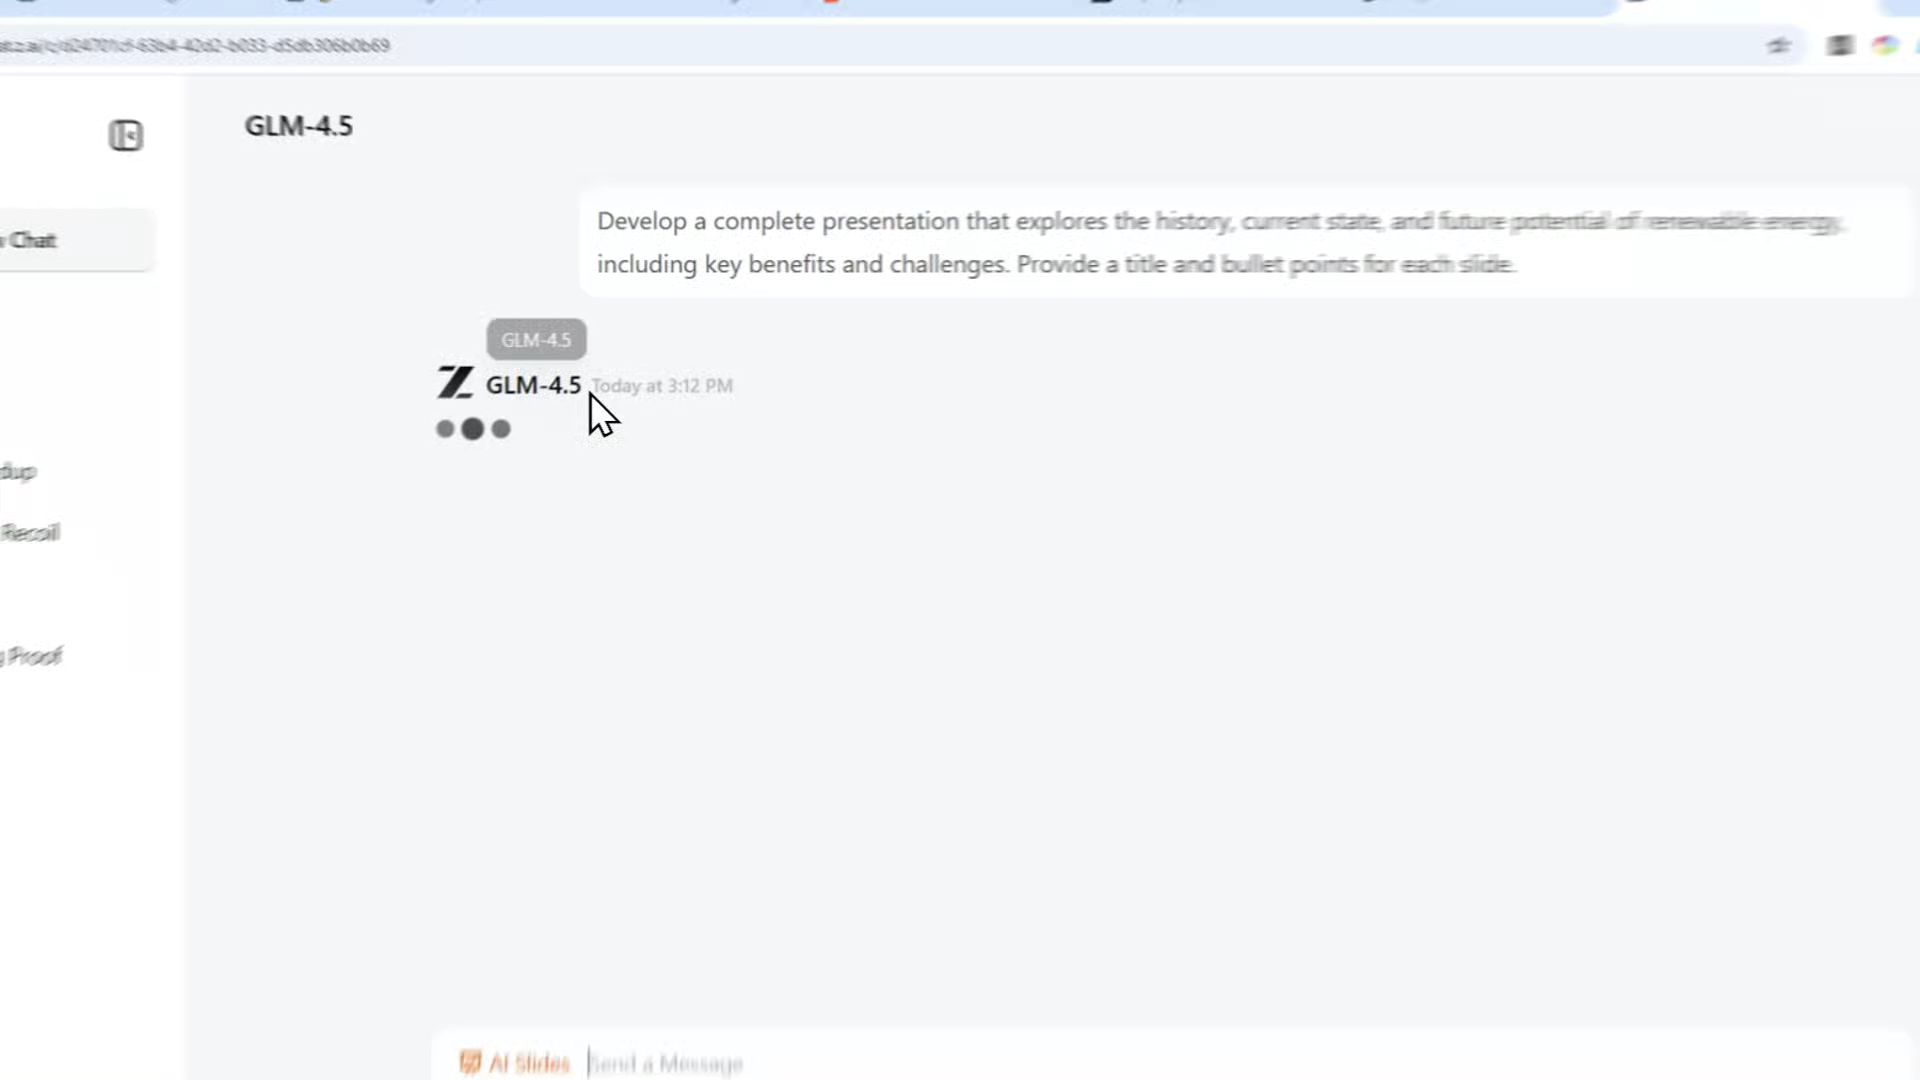 GLM-4.5
Develop a complete presentation that explores the history, current state, and future potential of renewable energy,
including key benefits and challenges. Provide a title and bullet points for each slide.
Chat
GLM-4.5
GLM-4.5 Today at 3:12 PM
dup
Recoil
Proof
AI Slides Send a Message